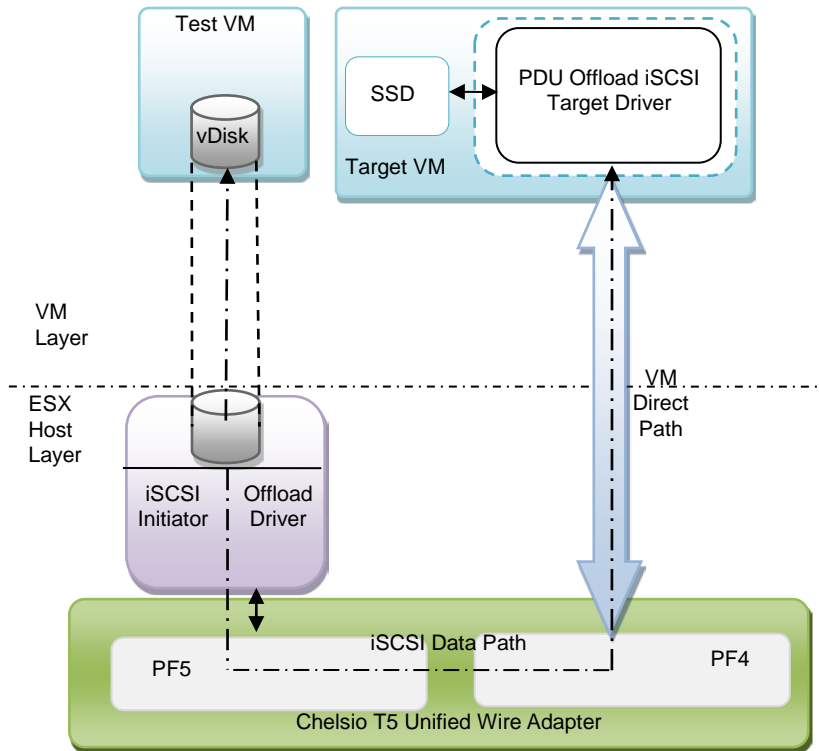 Test VM
vDisk
SSD
PDU Offload iSCSI
Target Driver
Target VM
VM
Layer
ESX
Host
Layer
VM
Direct
Path
iSCSI
Initiator
Offload
Driver
iSCSI Data Path
PF5
PF4
Chelsio T5 Unified Wire Adapter